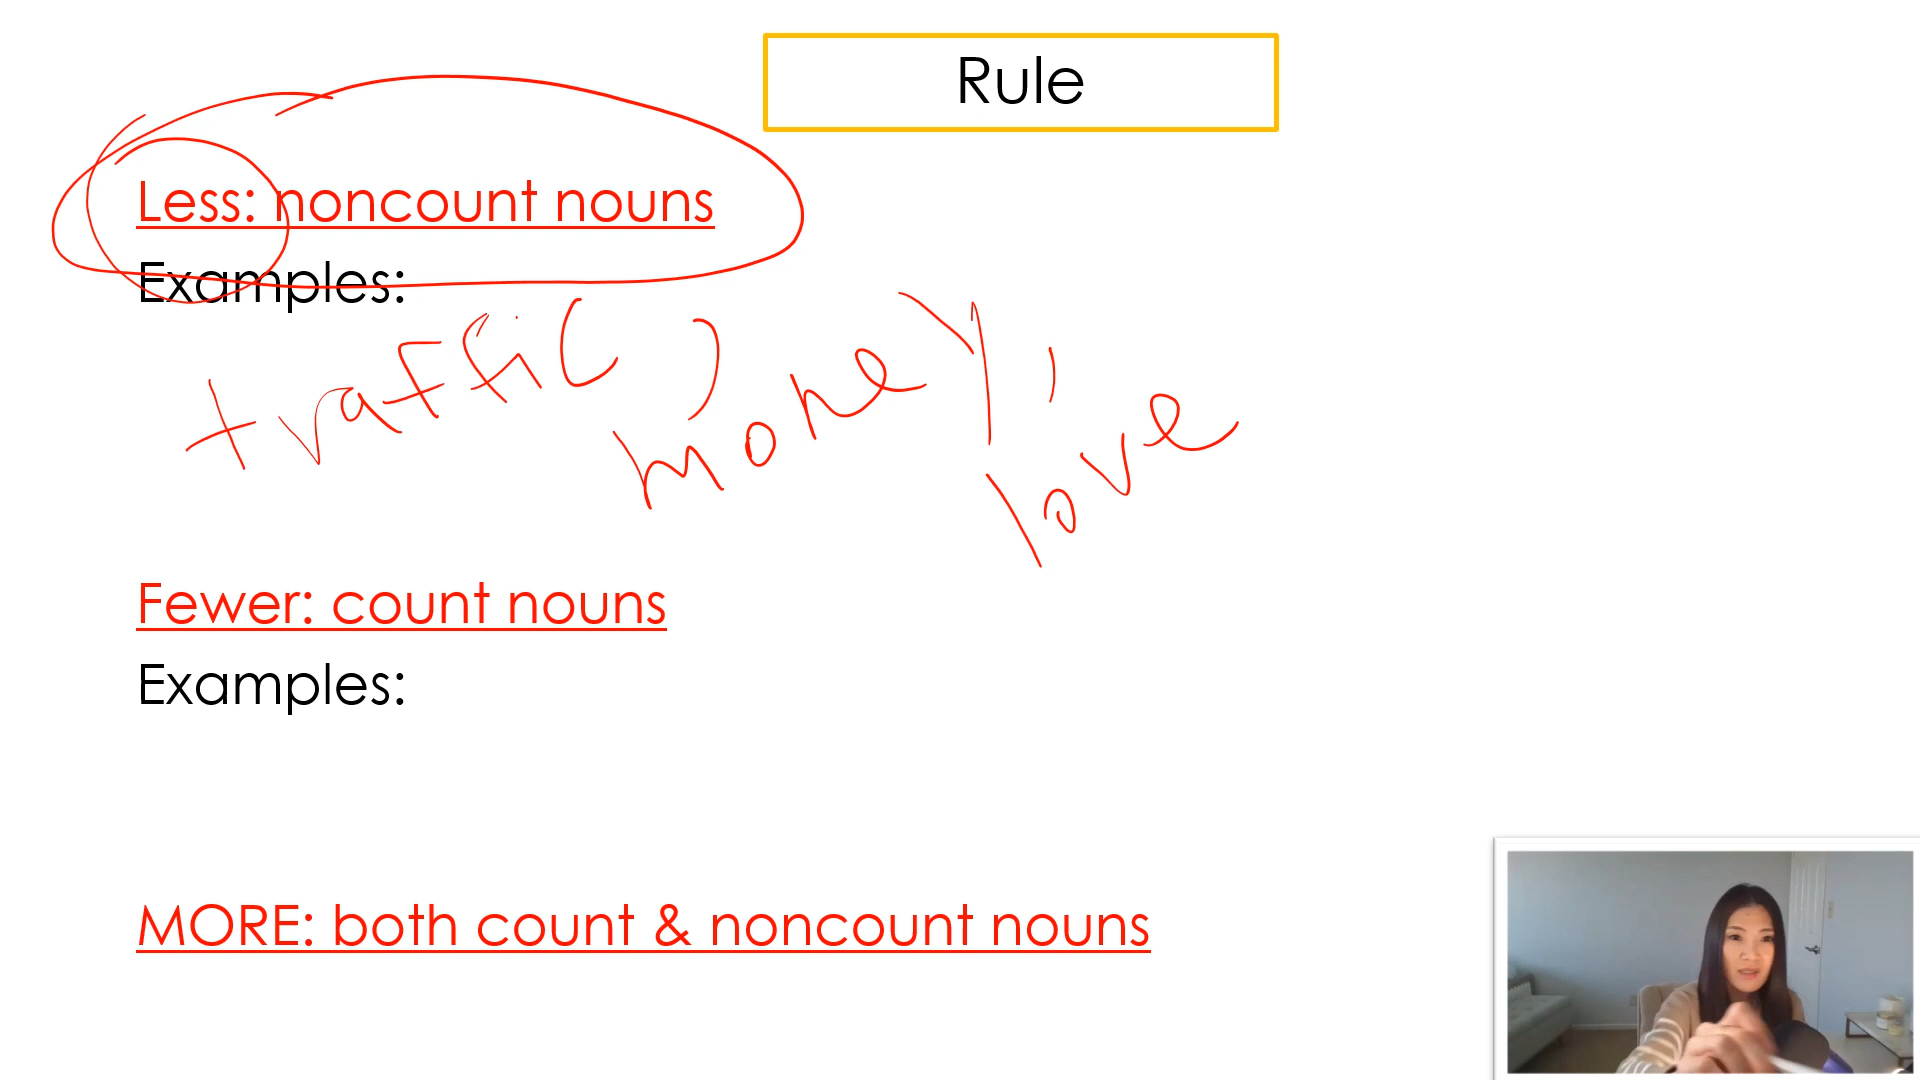 Rule
Less: noncount nouns
Examples:
traffic, money, love
Fewer: count nouns
Examples:
MORE: both count & noncount nouns